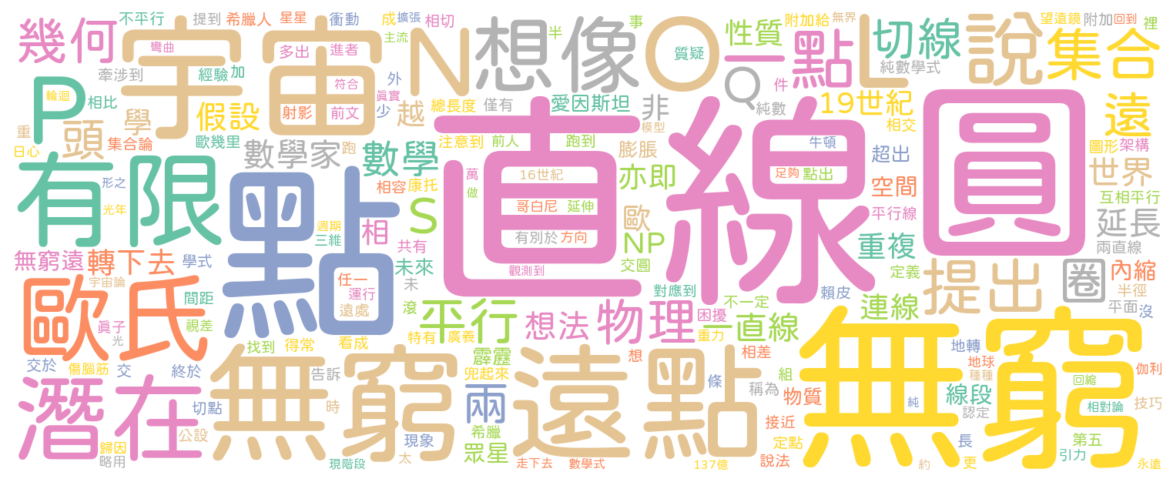 幾何 不平行 提到 希臘人 星星 衝動 成 擴張 相切 半 事 性質 附加給 無界 望遠鏡 附加 回到 裡
宇宙 彎曲 多出 進者 主流 N 想像 O 質疑 點 L 切線 說 集合
牽涉到 經驗 加 外 眞實 符合 Q 件 純數學式
P 輪迴 相比 假設 射影 前文 少 越 總長度 僅有 愛因斯坦 非 純數 19世紀 遠
重 日心 頭 學 集合論 歐幾里 數學家 跑 數學 注意到 前人 跑到 模型 膨脹 牛頓 相交 超出 圓 圖形 架構
有限 形之 光年 點 相容 康托 萬 做 直線 16世紀 亦即 足夠 點出 空間 世界 互相平行
週期 三維 相 S 哥白尼 延伸 歐 平行線 延長
無窮遠 轉下去 學式 共有 未來 有別於 方向 NP 交圓 重複 兩直線
歐氏 宇宙論 間距 任一 運行 未 觀測到 對應到 定義 提出 圈 內縮
眞子 光 視差 遠處 滾 平行 不一定 賴皮 連線 半徑 平面 沒
找到 得常 看成 特有 廣義 想法 物理 困擾 一直線 重力
潛在 交於 傷腦筋 交 終於 無窮遠點 告訴 霹靂 兜起來 想 條 相差 組 無窮 地轉 地球 種種 伽利
切點 時 兩 稱為 物質 線段 回縮 純 相對論 技巧 認定
歸因 略用 公設 現象 太 希臘 眾星 接近 定點 長 第五
現階段 走下去 數學式 137億 說法 更 約 引力 永遠